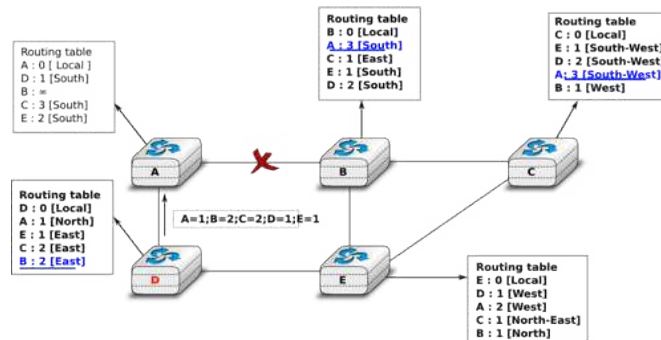 Routing table
A : 0 [ Local ]
D : 1 [South]
B : ∞
C : 3 [South]
E : 2 [South]
Routing table
B : 0 [Local]
A : 3 [South]
C : 1 [East]
E : 1 [South]
D : 2 [South]
Routing table
C : 0 [Local]
E : 1 [South-West]
D : 2 [South-West]
A: 3 [South-West]
B : 1 [West]
A
B
C
Routing table
D : 0 [Local]
A : 1 [North]
E : 1 [East]
C : 2 [East]
B : 2 [East]
A=1;B=2;C=2;D=1;E=1
D
E
Routing table
E : 0 [Local]
D : 1 [West]
A : 2 [West]
C : 1 [North-East]
B : 1 [North]